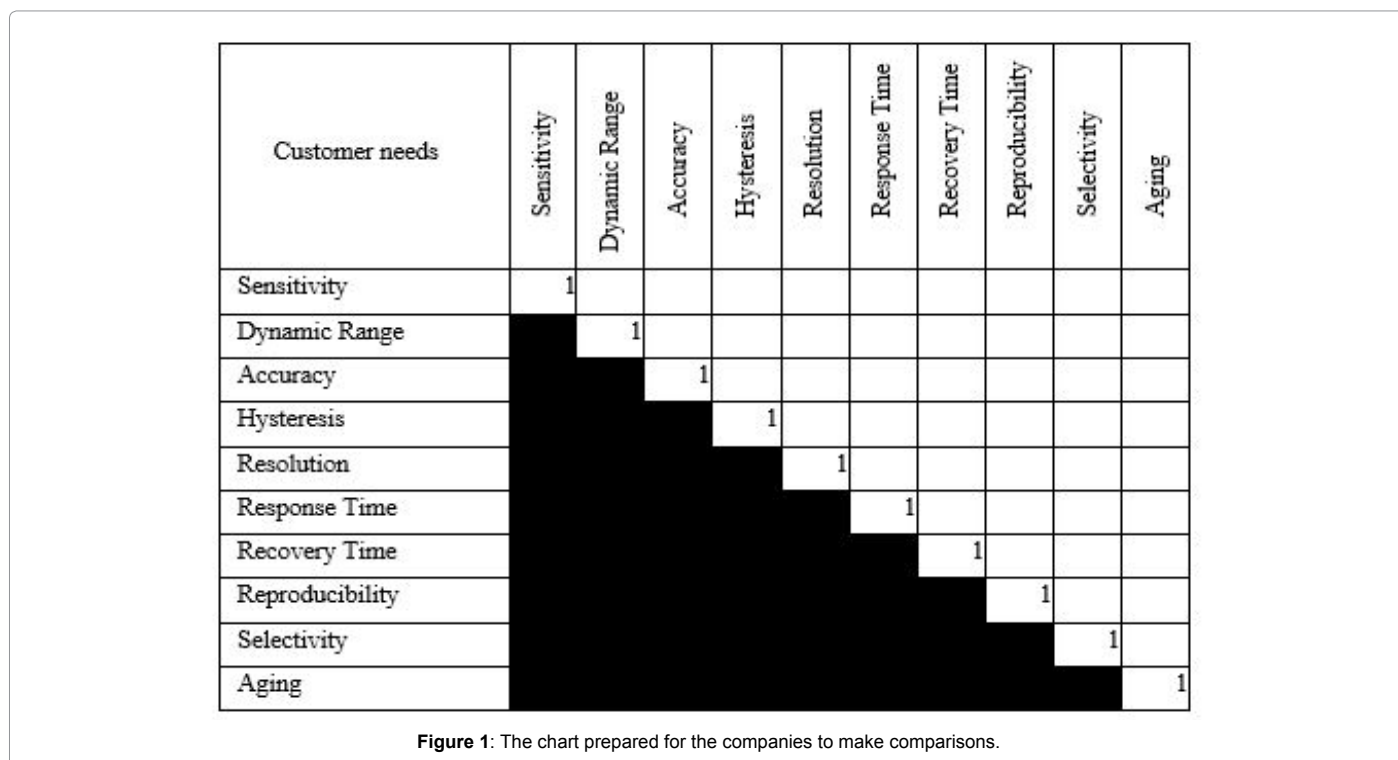 Customer needs
Sensitivity
Dynamic Range
Accuracy
Hysteresis
Resolution
Response Time
Recovery Time
Reproducibility
Selectivity
Aging
Sensitivity 1
Dynamic Range 1
Accuracy 1
Hysteresis 1
Resolution 1
Response Time 1
Recovery Time 1
Reproducibility 1
Selectivity 1
Aging 1
Figure 1: The chart prepared for the companies to make comparisons.